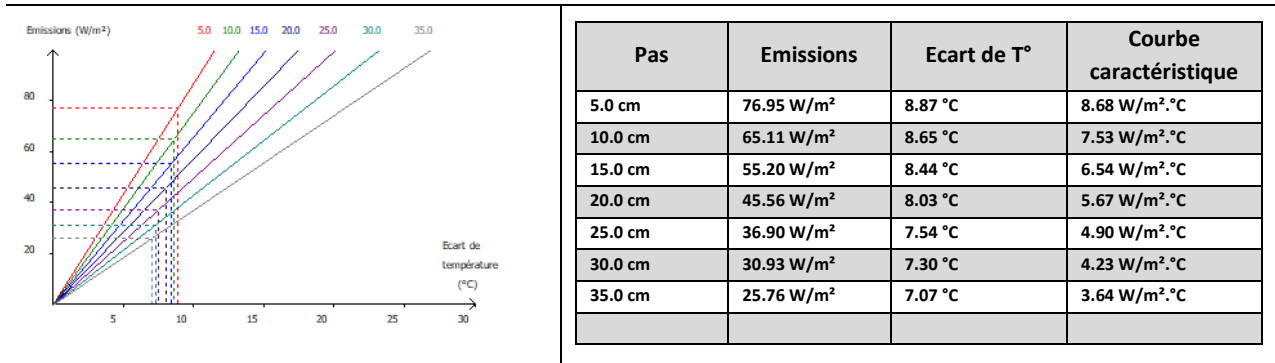 Emissions (W/m²) 5.0 10.0 15.0 20.0 25.0 30.0 35.0
80
60
40
20
Ecart de
température
(°C)
5 10 15 20 25 30
Pas Emissions Ecart de T° Courbe caractéristique
5.0 cm 76.95 W/m² 8.87 °C 8.68 W/m².°C
10.0 cm 65.11 W/m² 8.65 °C 7.53 W/m².°C
15.0 cm 55.20 W/m² 8.44 °C 6.54 W/m².°C
20.0 cm 45.56 W/m² 8.03 °C 5.67 W/m².°C
25.0 cm 36.90 W/m² 7.54 °C 4.90 W/m².°C
30.0 cm 30.93 W/m² 7.30 °C 4.23 W/m².°C
35.0 cm 25.76 W/m² 7.07 °C 3.64 W/m².°C